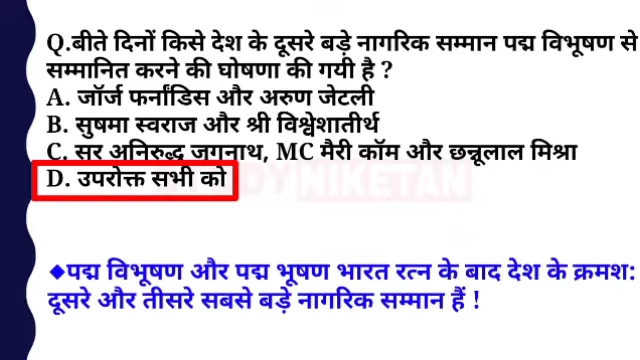 Q.बीते दिनों किसे देश के दूसरे बड़े नागरिक सम्मान पद्म विभूषण से
सम्मानित करने की घोषणा की गयी है ?
A. जॉर्ज फर्नांडिस और अरुण जेटली
B. सुषमा स्वराज और श्री विश्वेशातीर्थ
C. सर अनिरुद्ध जगनाथ, MC मैरी कॉम और छन्नूलाल मिश्रा
D. उपरोक्त सभी को
NIKETAN
◆पद्म विभूषण और पद्म भूषण भारत रत्न के बाद देश के क्रमश:
दूसरे और तीसरे सबसे बड़े नागरिक सम्मान हैं !